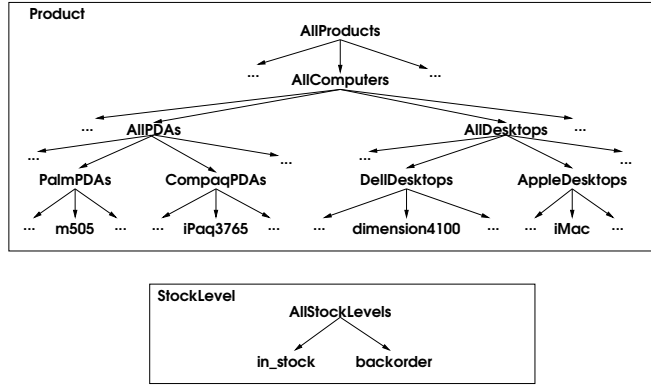 Product
AllProducts
... ...
AllComputers
... AllPDAs AllDesktops ...
... ... ... ...
PalmPDAs CompaqPDAs DellDesktops AppleDesktops
... m505 ... iPaq3765 ... ... dimension4100 ... ... iMac ...
StockLevel
AllStockLevels
in_stock backorder